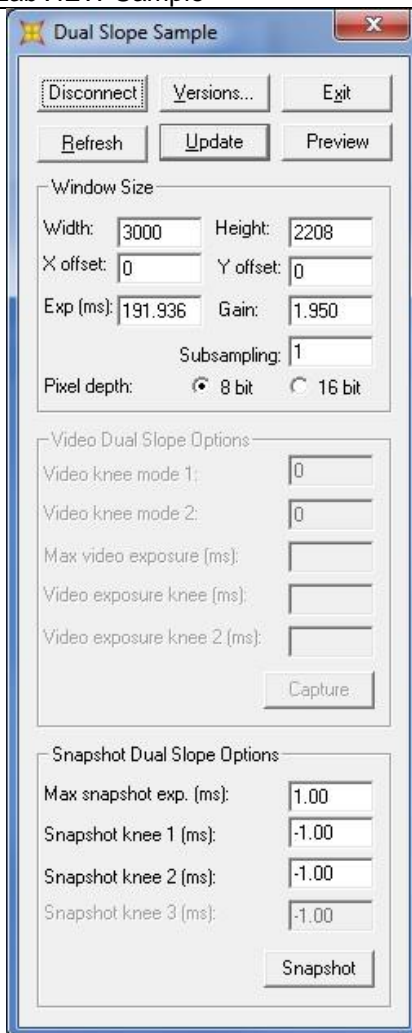 Dual Slope Sample
Disconnect Versions... Exit
Refresh Update Preview
Window Size
Width: 3000 Height: 2208
X offset: 0 Y offset: 0
Exp (ms): 191.936 Gain: 1.950
Subsampling: 1
Pixel depth: 8 bit 16 bit
Video Dual Slope Options
Video knee mode 1: 0
Video knee mode 2: 0
Max video exposure (ms):
Video exposure knee (ms):
Video exposure knee 2 (ms):
Capture
Snapshot Dual Slope Options
Max snapshot exp. (ms): 1.00
Snapshot knee 1 (ms): -1.00
Snapshot knee 2 (ms): -1.00
Snapshot knee 3 (ms): -1.00
Snapshot